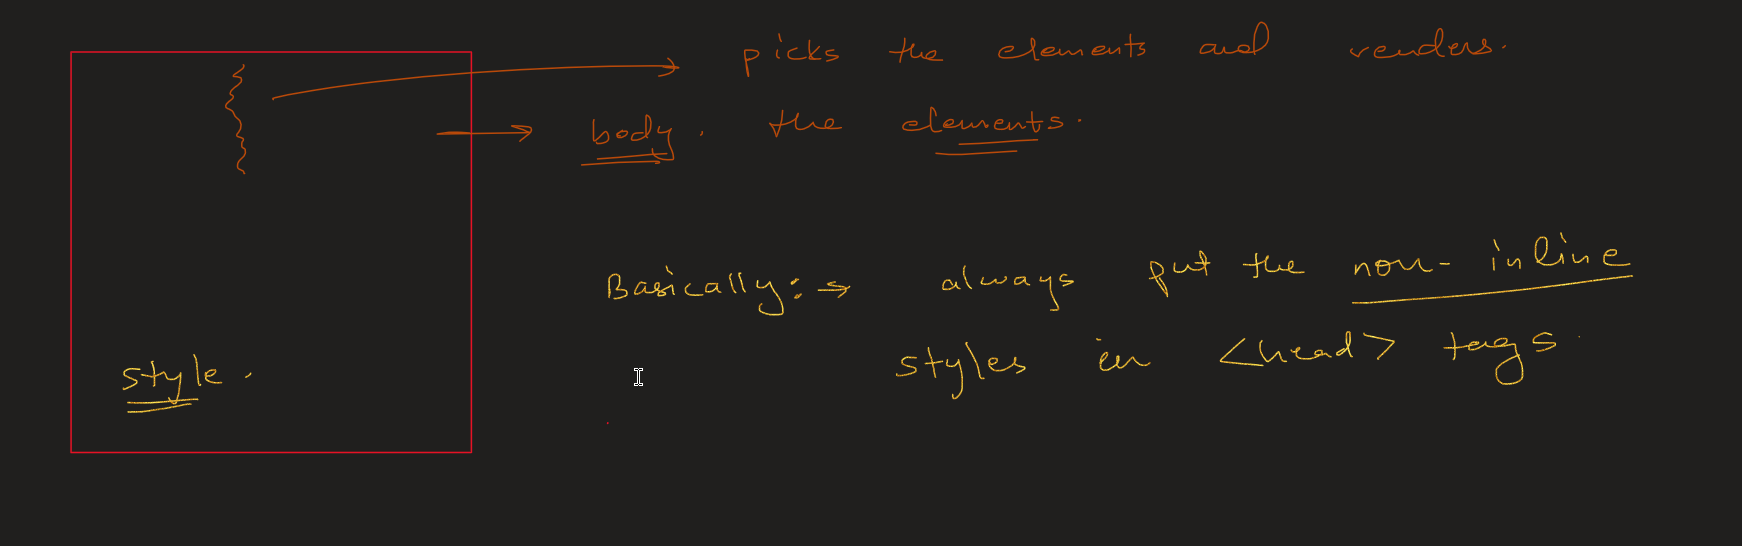 picks the elements and renders.
body. the elements.
Basically:→ always put the non-inline
styles in <head> tags.
style.